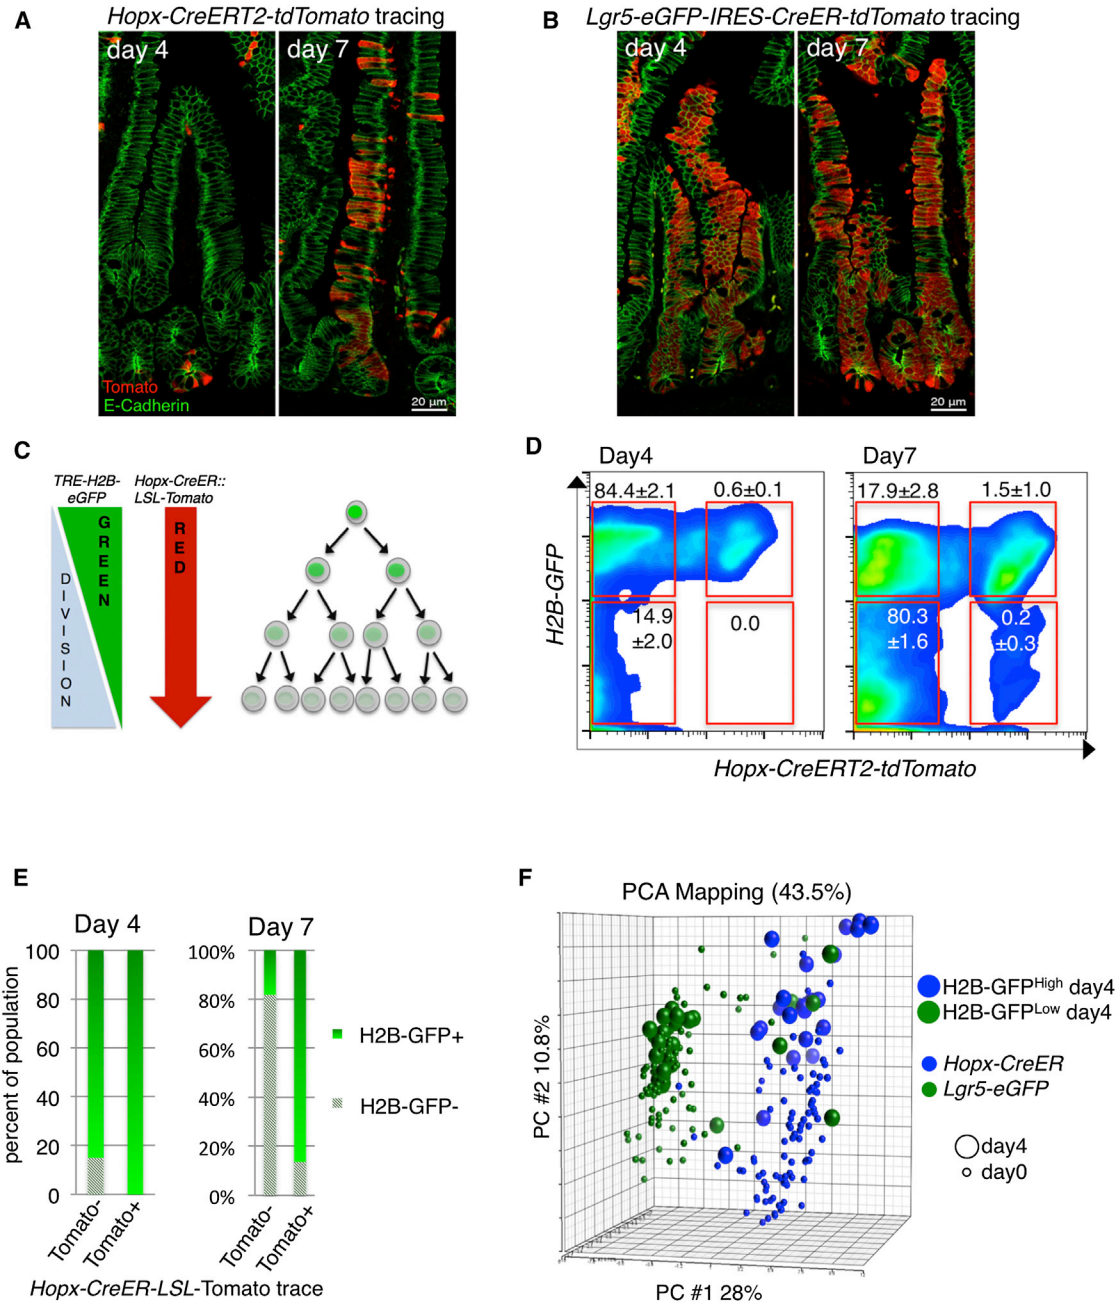 A
Hopx-CreERT2-tdTomato tracing
day 4
day 7
Tomato
E-Cadherin
20 µm
B
Lgr5-eGFP-IRES-CreER-tdTomato tracing
day 4
day 7
20 µm
C
TRE-H2B-
eGFP
Hopx-CreER::
LSL-Tomato
DIVISION
GREEN
RED
D
Day4
Day7
84.4±2.1
0.6±0.1
14.9
±2.0
0.0
17.9±2.8
1.5±1.0
80.3
±1.6
0.2
±0.3
H2B-GFP
Hopx-CreERT2-tdTomato
E
Day 4
Day 7
percent of population
100
80
60
40
20
0
100%
80%
60%
40%
20%
0%
Tomato-
Tomato+
Tomato-
Tomato+
H2B-GFP+
H2B-GFP-
Hopx-CreER-LSL-Tomato trace
F
PCA Mapping (43.5%)
PC #2 10.8%
PC #1 28%
H2B-GFPHigh day4
H2B-GFPLow day4
Hopx-CreER
Lgr5-eGFP
day4
day0